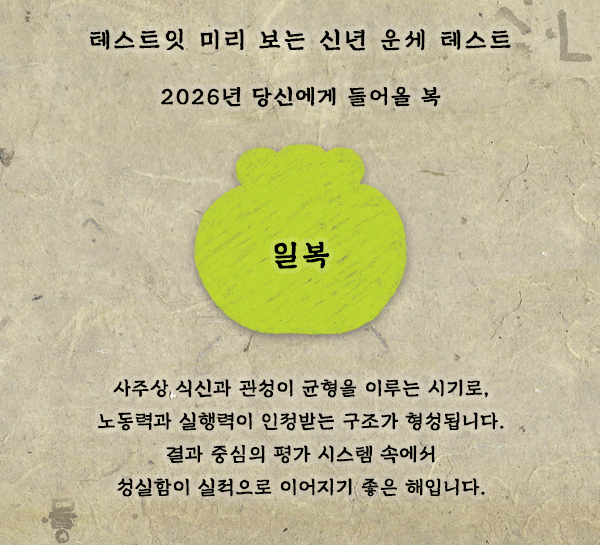 테스트잇 미리 보는 신년 운세 테스트
2026년 당신에게 들어올 복
일복
사주상 식신과 관성이 균형을 이루는 시기로,
노동력과 실행력이 인정받는 구조가 형성됩니다.
결과 중심의 평가 시스템 속에서
성실함이 실적으로 이어지기 좋은 해입니다.